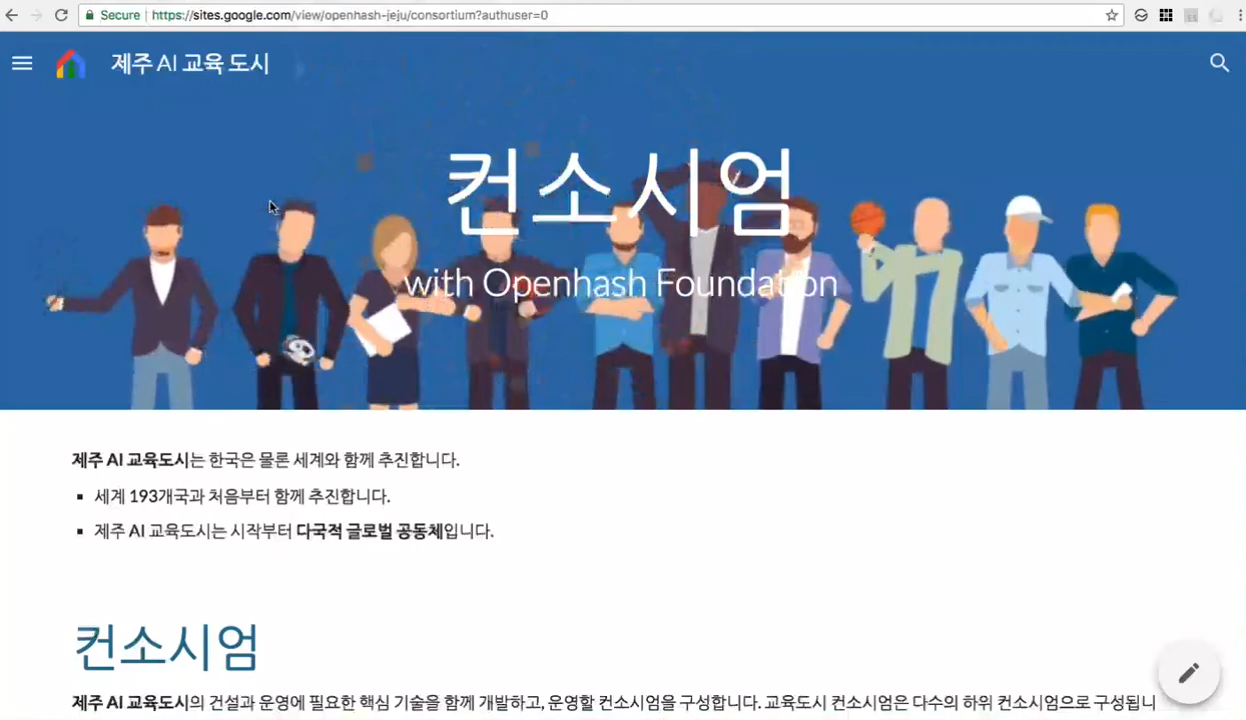 Secure https://sites.google.com/view/openhash-jeju/consortium?authuser=0
제주 AI 교육 도시
컨소시엄
with Openhash Foundation
제주 AI 교육도시는 한국은 물론 세계와 함께 추진합니다.
▪ 세계 193개국과 처음부터 함께 추진합니다.
▪ 제주 AI 교육도시는 시작부터 다국적 글로벌 공동체입니다.
컨소시엄
제주 AI 교육도시의 건설과 운영에 필요한 핵심 기술을 함께 개발하고, 운영할 컨소시엄을 구성합니다. 교육도시 컨소시엄은 다수의 하위 컨소시엄으로 구성됩니